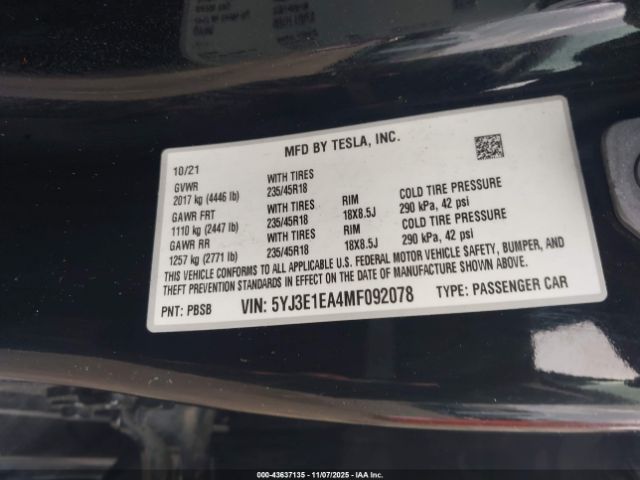 MFD BY TESLA, INC.
10/21
GVWR WITH TIRES
2017 kg (4446 lb) 235/45R18
GAWR FRT WITH TIRES RIM COLD TIRE PRESSURE
1110 kg (2447 lb) 235/45R18 18X8.5J 290 kPa, 42 psi
GAWR RR WITH TIRES RIM COLD TIRE PRESSURE
1257 kg (2771 lb) 235/45R18 18X8.5J 290 kPa, 42 psi
THIS VEHICLE CONFORMS TO ALL APPLICABLE U.S. FEDERAL MOTOR VEHICLE SAFETY, BUMPER, AND
THEFT PREVENTION STANDARDS IN EFFECT ON THE DATE OF MANUFACTURE SHOWN ABOVE.
PNT: PBSB VIN: 5YJ3E1EA4MF092078 TYPE: PASSENGER CAR
000-43637135 - 11/07/2025 - IAAI.COM